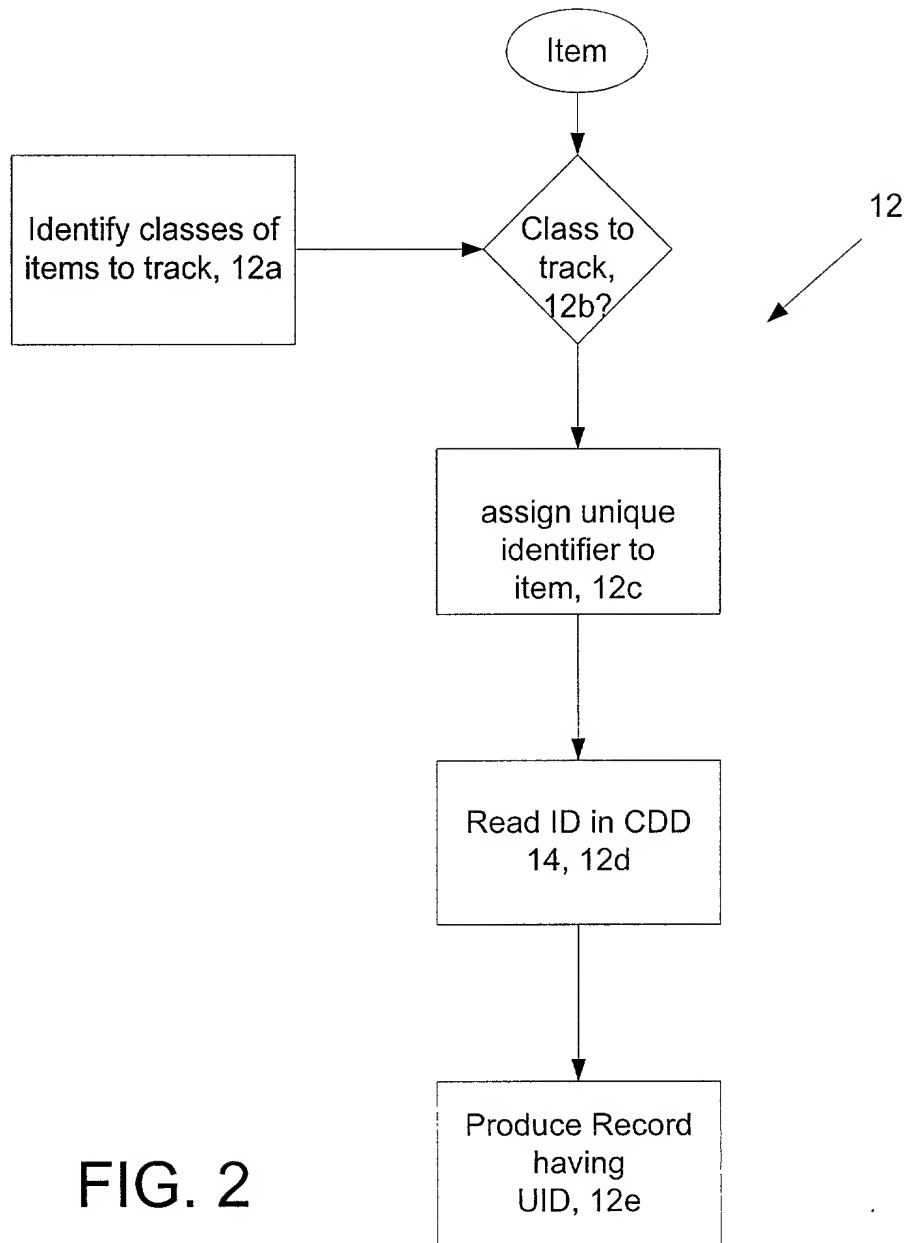 Item
Identify classes of
items to track, 12a
Class to
track,
12b?
12
assign unique
identifier to
item, 12c
Read ID in CDD
14, 12d
Produce Record
having
UID, 12e
FIG. 2